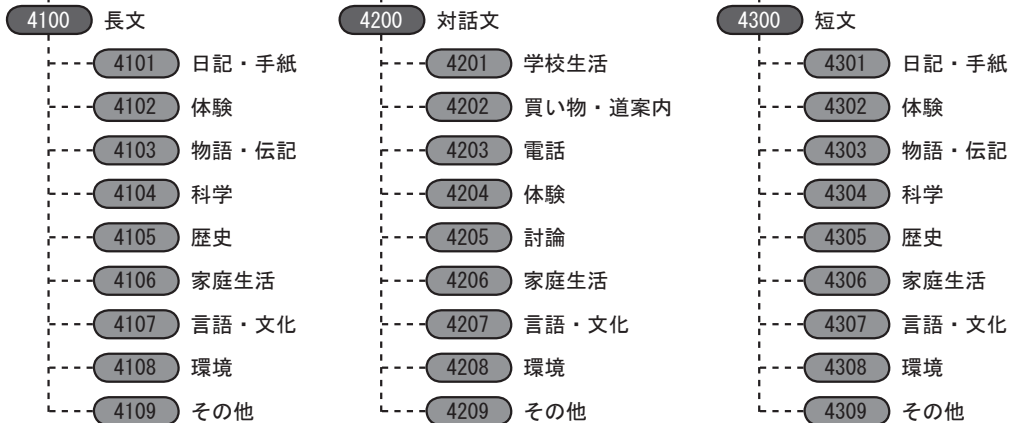 4100 長文
4101 日記・手紙
4102 体験
4103 物語・伝記
4104 科学
4105 歴史
4106 家庭生活
4107 言語・文化
4108 環境
4109 その他
4200 対話文
4201 学校生活
4202 買い物・道案内
4203 電話
4204 体験
4205 討論
4206 家庭生活
4207 言語・文化
4208 環境
4209 その他
4300 短文
4301 日記・手紙
4302 体験
4303 物語・伝記
4304 科学
4305 歴史
4306 家庭生活
4307 言語・文化
4308 環境
4309 その他